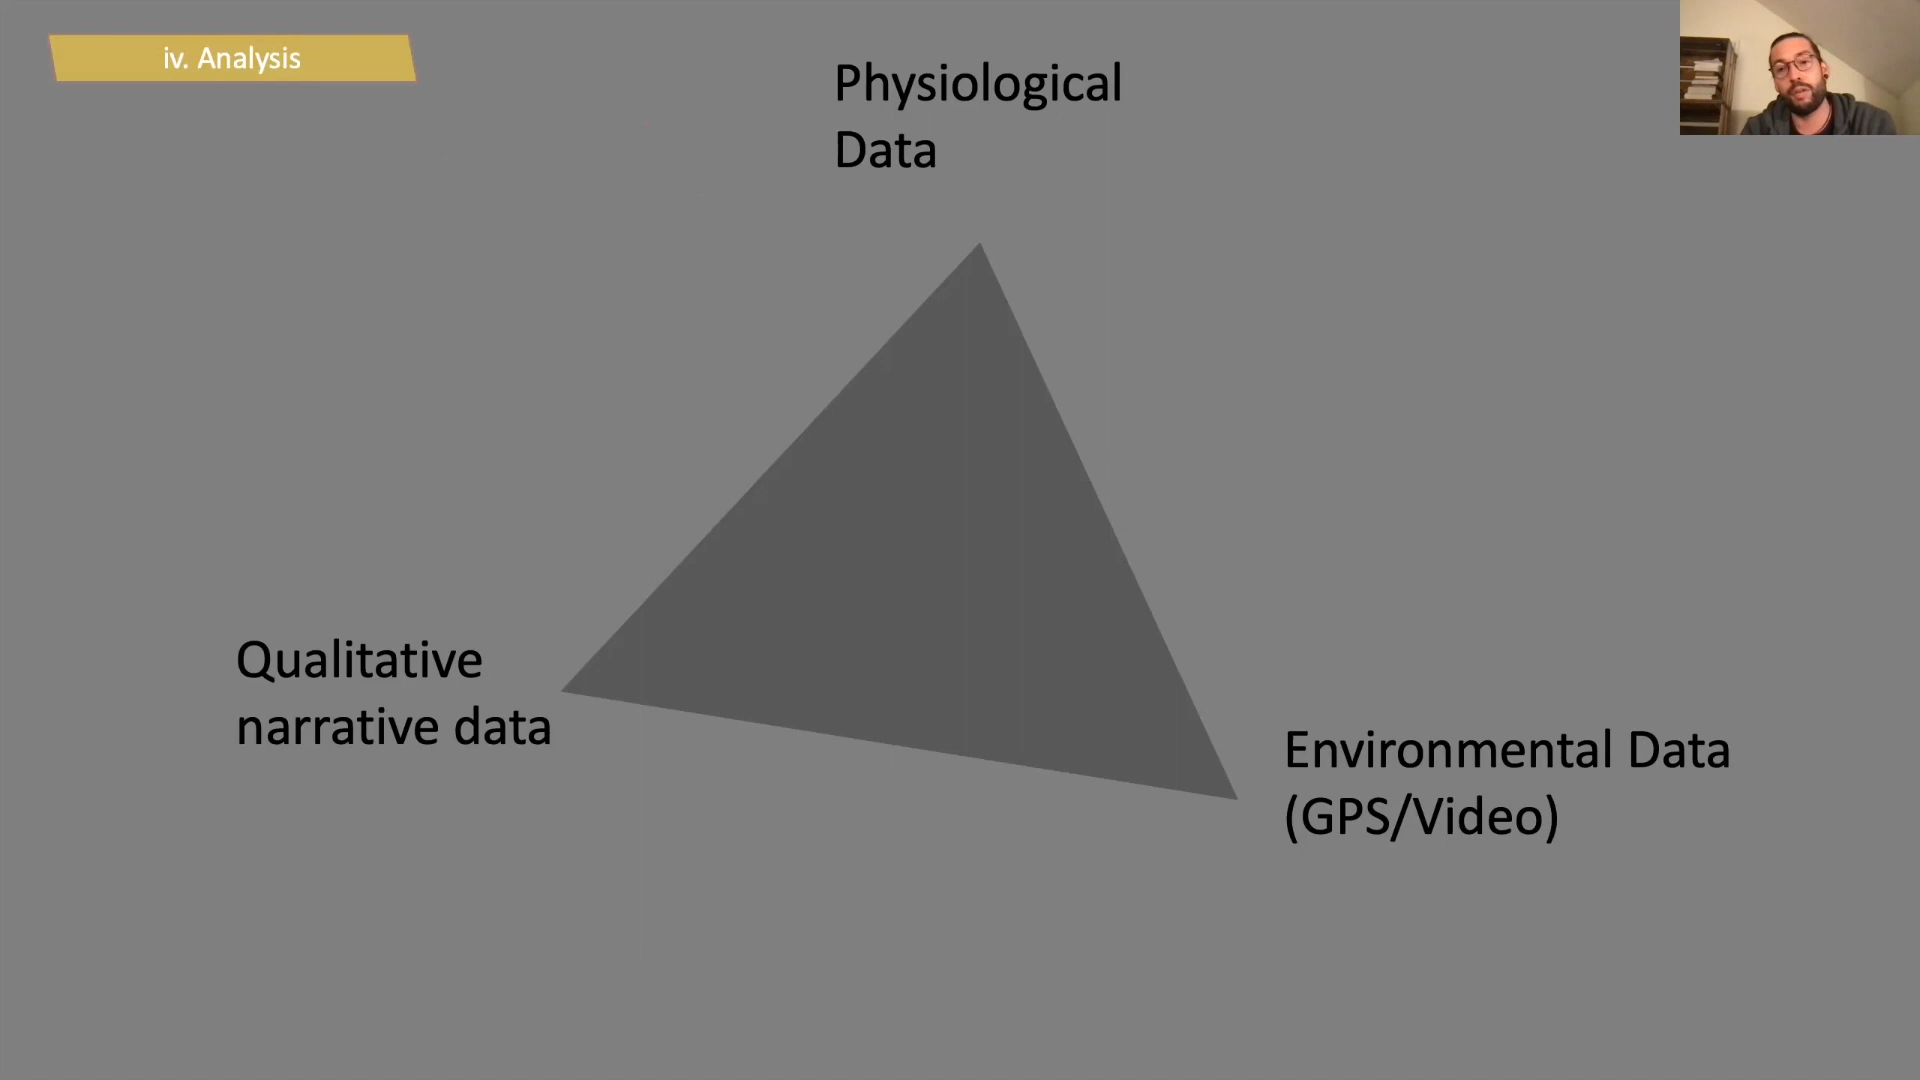 iv. Analysis
Physiological
Data
Qualitative
narrative data
Environmental Data
(GPS/Video)